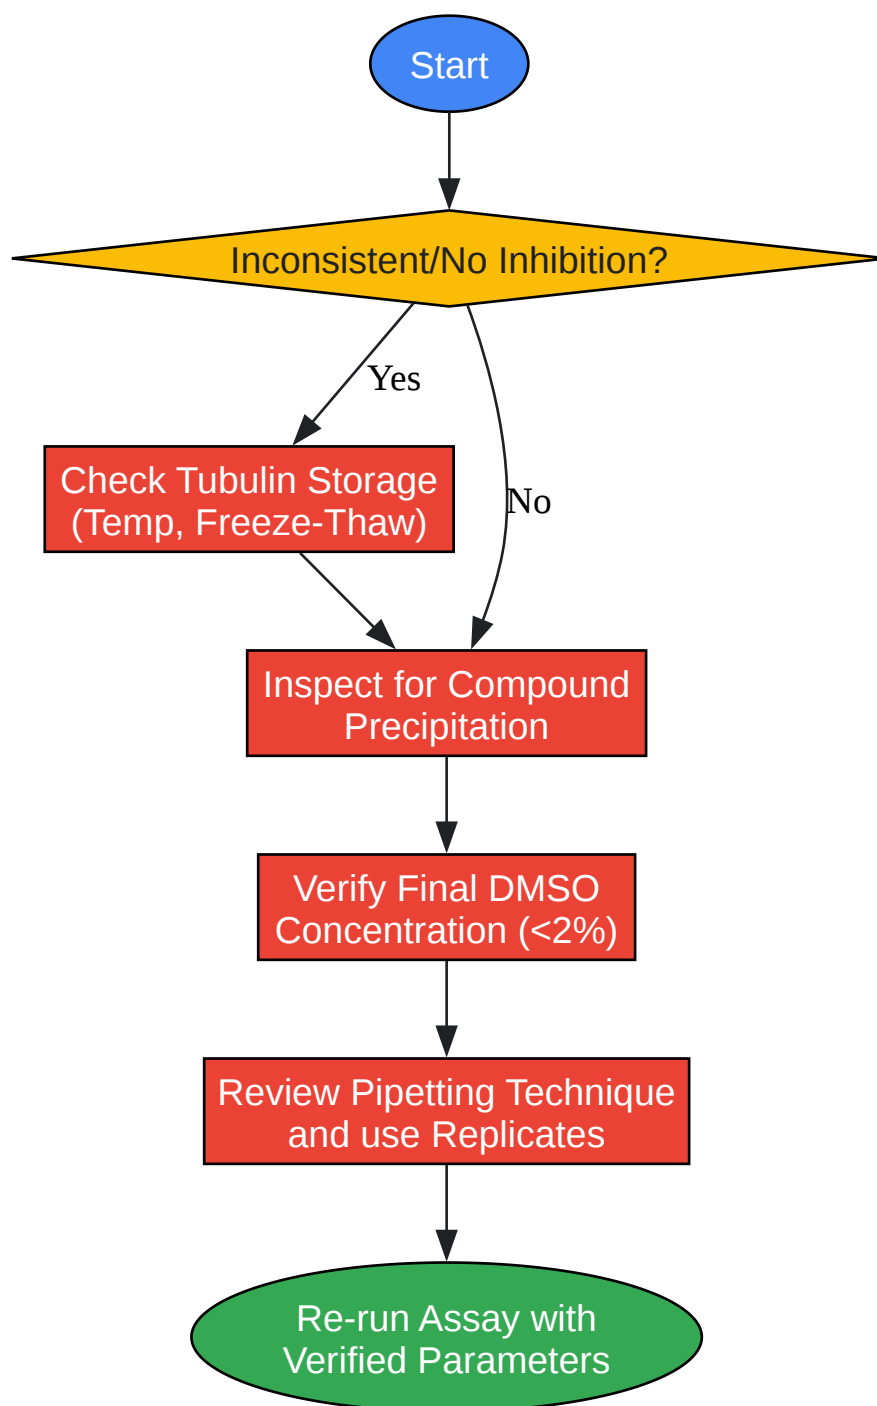 Start
Inconsistent/No Inhibition?
Yes
Check Tubulin Storage
(Temp, Freeze-Thaw)
No
Inspect for Compound
Precipitation
Verify Final DMSO
Concentration (<2%)
Review Pipetting Technique
and use Replicates
Re-run Assay with
Verified Parameters